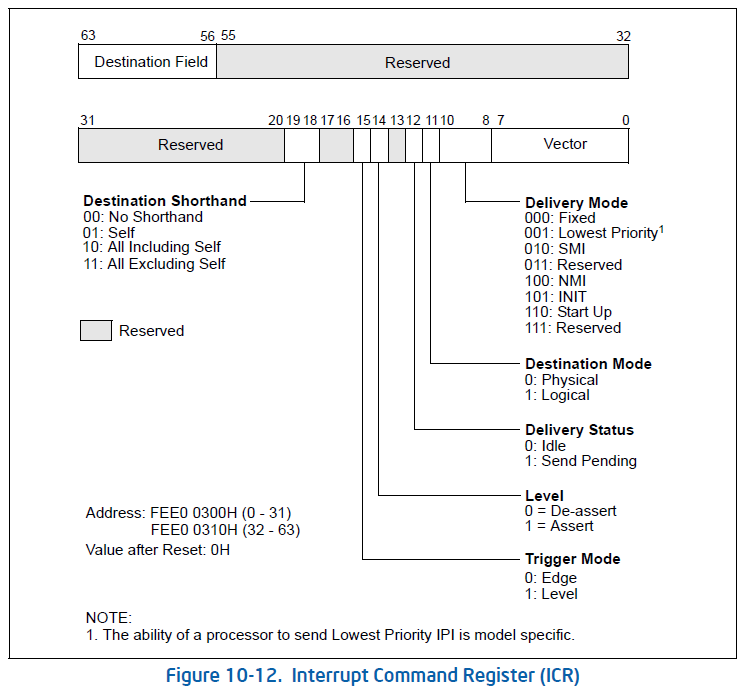 63 56 55 32
Destination Field Reserved
31 20 19 18 17 16 15 14 13 12 11 10 8 7 0
Reserved Vector
Destination Shorthand
00: No Shorthand
01: Self
10: All Including Self
11: All Excluding Self
Reserved
Delivery Mode
000: Fixed
001: Lowest Priority1
010: SMI
011: Reserved
100: NMI
101: INIT
110: Start Up
111: Reserved
Destination Mode
0: Physical
1: Logical
Delivery Status
0: Idle
1: Send Pending
Level
0 = De-assert
1 = Assert
Trigger Mode
0: Edge
1: Level
Address: FEE0 0300H (0 - 31)
FEE0 0310H (32 - 63)
Value after Reset: 0H
NOTE:
1. The ability of a processor to send Lowest Priority IPI is model specific.
Figure 10-12. Interrupt Command Register (ICR)